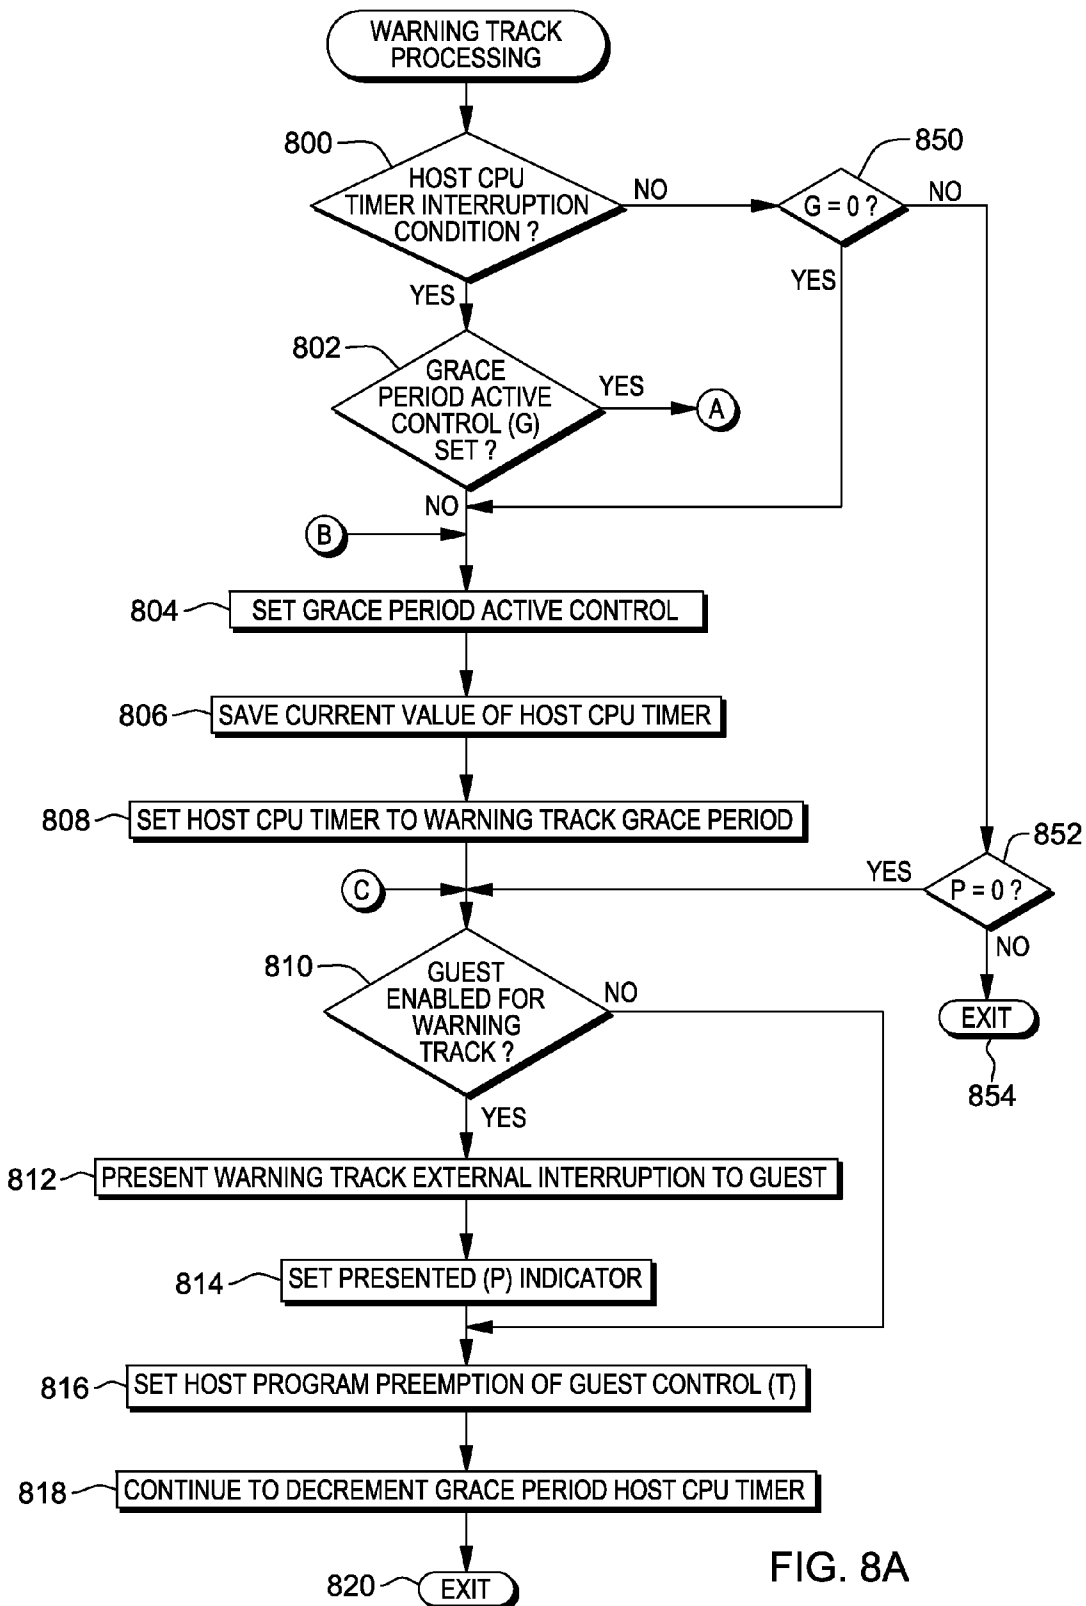 WARNING TRACK
PROCESSING
800
HOST CPU
TIMER INTERRUPTION
CONDITION ?
NO
850
G = 0 ?
NO
YES
YES
802
GRACE
PERIOD ACTIVE
CONTROL (G)
SET ?
YES
A
NO
B
804
SET GRACE PERIOD ACTIVE CONTROL
806
SAVE CURRENT VALUE OF HOST CPU TIMER
808
SET HOST CPU TIMER TO WARNING TRACK GRACE PERIOD
852
P = 0 ?
YES
NO
EXIT
854
C
810
GUEST
ENABLED FOR
WARNING
TRACK ?
NO
YES
812
PRESENT WARNING TRACK EXTERNAL INTERRUPTION TO GUEST
814
SET PRESENTED (P) INDICATOR
816
SET HOST PROGRAM PREEMPTION OF GUEST CONTROL (T)
818
CONTINUE TO DECREMENT GRACE PERIOD HOST CPU TIMER
820
EXIT
FIG. 8A